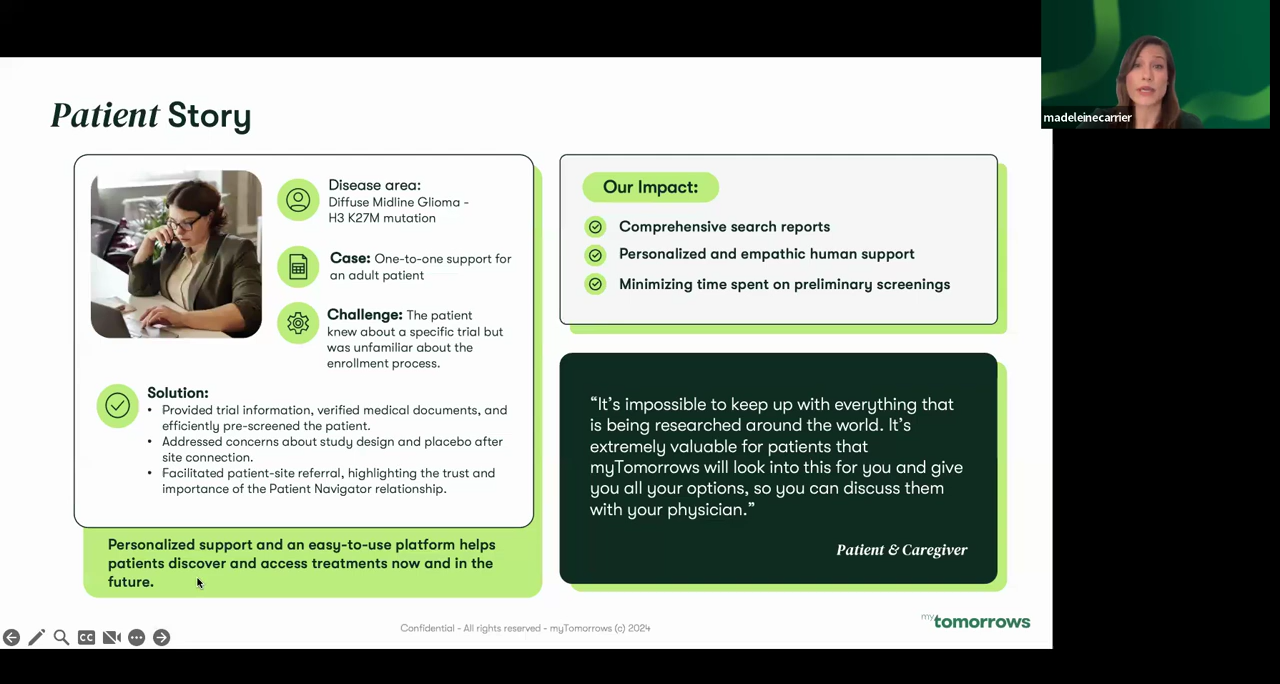 Patient Story
madeleinecarrier
Disease area:
Diffuse Midline Glioma -
H3 K27M mutation
Case: One-to-one support for
an adult patient
Challenge: The patient
knew about a specific trial but
was unfamiliar about the
enrollment process.
Solution:
• Provided trial information, verified medical documents, and
efficiently pre-screened the patient.
• Addressed concerns about study design and placebo after
site connection.
• Facilitated patient-site referral, highlighting the trust and
importance of the Patient Navigator relationship.
Personalized support and an easy-to-use platform helps
patients discover and access treatments now and in the
future.
Our Impact:
Comprehensive search reports
Personalized and empathic human support
Minimizing time spent on preliminary screenings
“It’s impossible to keep up with everything that
is being researched around the world. It’s
extremely valuable for patients that
myTomorrows will look into this for you and give
you all your options, so you can discuss them
with your physician.”
Patient & Caregiver
CC
Confidential - All rights reserved - myTomorrows (c) 2024
mytomorrows